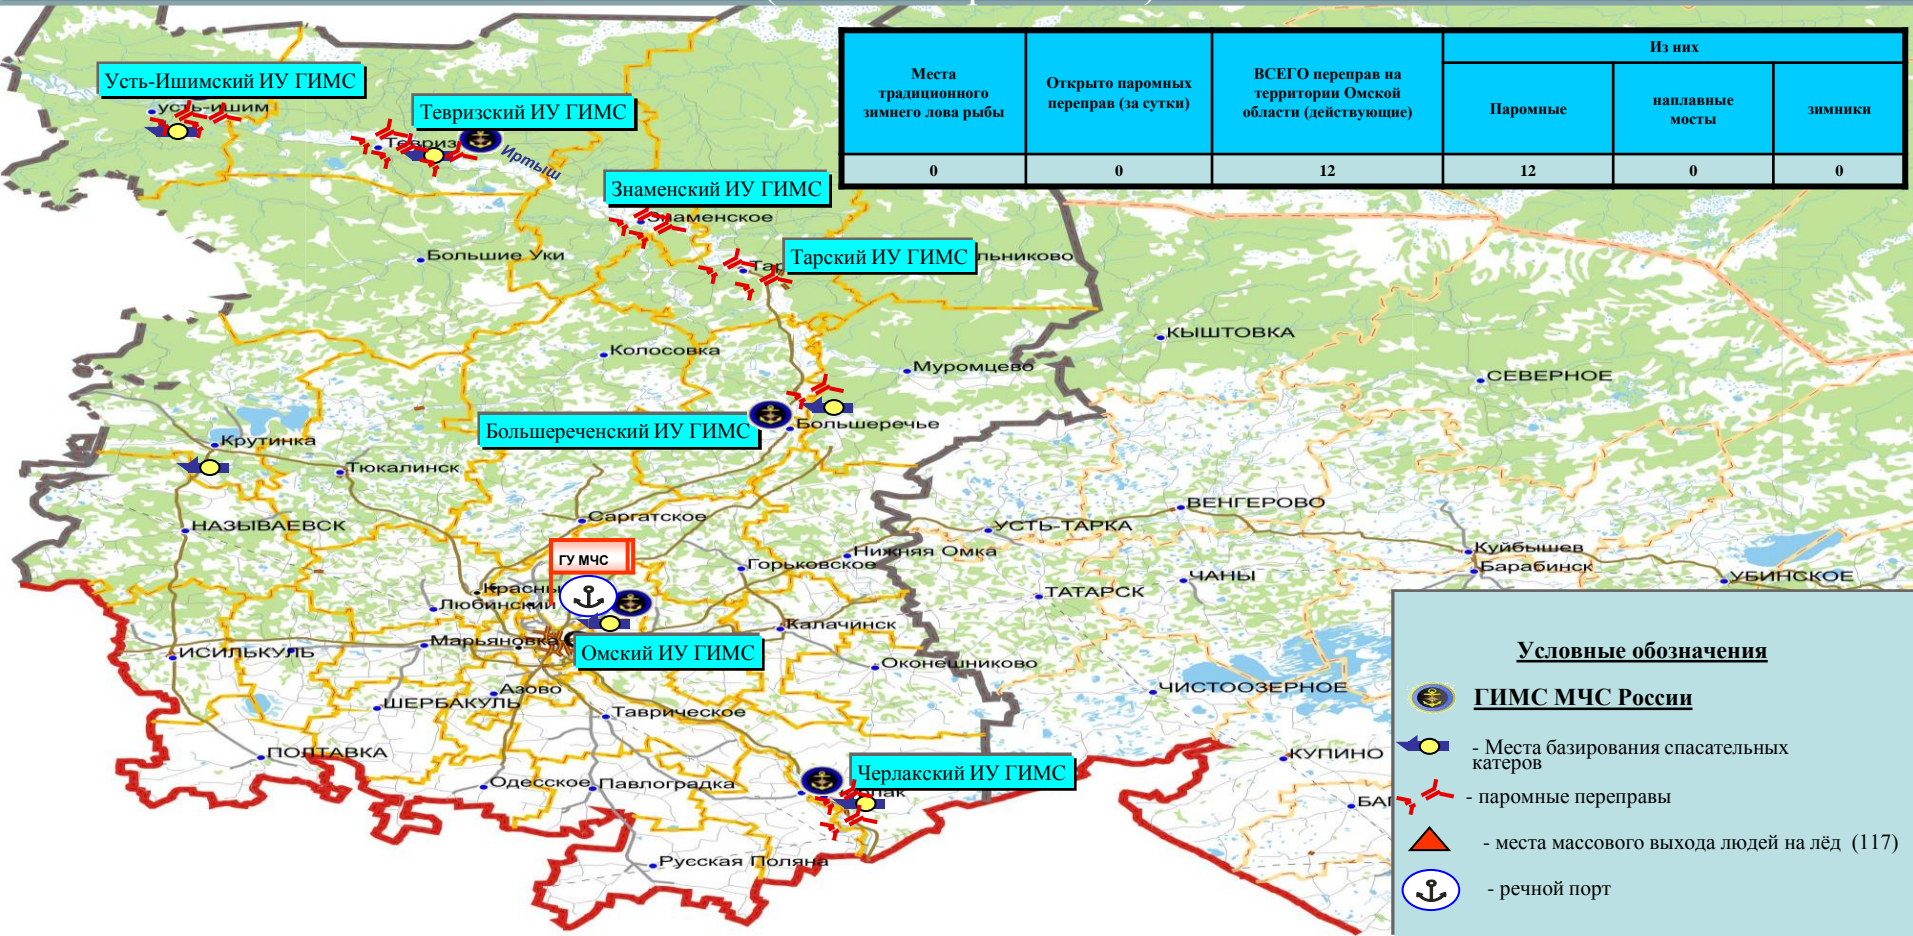 Места
традиционного
зимнего лова рыбы
Открыто паромных
переправ (за сутки)
ВСЕГО переправ на
территории Омской
области (действующие)
Из них
Паромные
наплавные
мосты
зимники
0
0
12
12
0
0
Усть-Ишимский ИУ ГИМС
усть-ишим
Тевризский ИУ ГИМС
Иртыш
Знаменский ИУ ГИМС
Знаменское
Тарский ИУ ГИМС
льниково
Большие Уки
Колосовка
Муромцево
КЫШТОВКА
СЕВЕРНОЕ
Большереченский ИУ ГИМС
Большеречье
Крутинка
Тюкалинск
НАЗЫВАЕВСК
Саргатское
ВЕНГЕРОВО
УСТЬ-ТАРКА
Нижняя Омка
Горьковское
Куйбышев
Барабинск
УБИНСКОЕ
ЧАНЫ
ТАТАРСК
ГУ МЧС
Красны
Любинский
Марьяновка
ИСИЛЬКУЛЬ
Калачинск
Омский ИУ ГИМС
Оконешниково
ЧИСТООЗЕРНОЕ
Азово
ШЕРБАКУЛЬ
Таврическое
ПОЛТАВКА
Одесское
Павлоградка
Черлакский ИУ ГИМС
КУПИНО
БАГ
Русская Поляна
Условные обозначения
ГИМС МЧС России
- Места базирования спасательных
катеров
- паромные переправы
- места массового выхода людей на лёд (117)
- речной порт